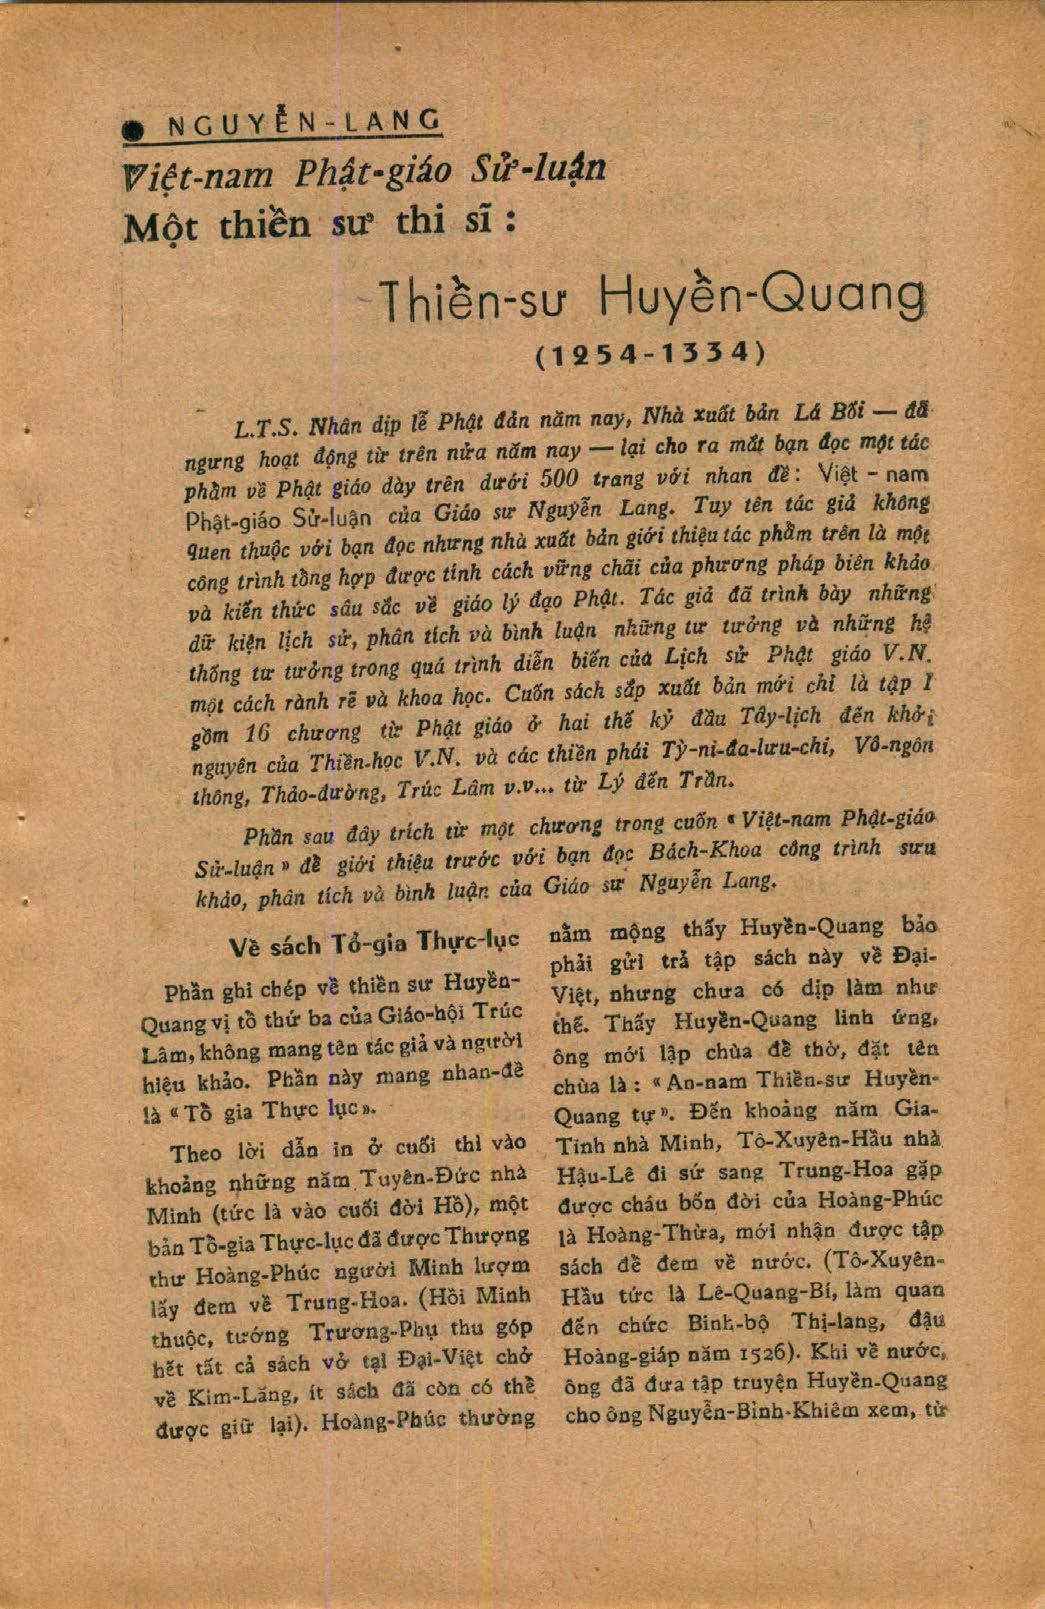 ● NGUYỄN-LANG
Việt-nam Phật-giáo Sử-luận
Một thiền sư thi sĩ :
Thiền-sư Huyền-Quang
(1254-1334)
L.T.S. Nhân dịp lễ Phật đản năm nay, Nhà xuất bản Lá Bối — đã
ngưng hoạt động từ trên nửa năm nay — lại cho ra mắt bạn đọc một tác
phẩm về Phật giáo dày trên dưới 500 trang với nhan đề : Việt - nam
Phật-giáo Sử-luận của Giáo sư Nguyễn Lang. Tuy tên tác giả không
quen thuộc với bạn đọc nhưng nhà xuất bản giới thiệu tác phẩm trên là một
công trình tổng hợp được tính cách vững chãi của phương pháp biên khảo
và kiến thức sâu sắc về giáo lý đạo Phật. Tác giả đã trình bày những
dữ kiện lịch sử, phân tích và bình luận những tư tưởng và những hệ
thống tư tưởng trong quá trình diễn biến của Lịch sử Phật giáo V.N.
một cách rành rẽ và khoa học. Cuốn sách sắp xuất bản mới chỉ là tập I
gồm 16 chương từ Phật giáo ở hai thế kỷ đầu Tây-lịch đến khởi
nguyên của Thiền-học V.N. và các thiền phái Tỳ-ni-đa-lưu-chi, Vô-ngôn
thông, Thảo-đường, Trúc Lâm v.v... từ Lý đến Trần.
Phần sau đây trích từ một chương trong cuốn « Việt-nam Phật-giáo
Sử-luận » để giới thiệu trước với bạn đọc Bách-Khoa công trình sưu
khảo, phân tích và bình luận của Giáo sư Nguyễn Lang.
Về sách Tổ-gia Thực-lục
Phần ghi chép về thiền sư Huyền-
Quang vị tổ thứ ba của Giáo-hội Trúc
Lâm, không mang tên tác giả và người
hiệu khảo. Phần này mang nhan-đề
là « Tổ gia Thực lục ».
Theo lời dẫn in ở cuối thì vào
khoảng những năm Tuyên-Đức nhà
Minh (tức là vào cuối đời Hồ), một
bản Tổ-gia Thực-lục đã được Thượng
thư Hoàng-Phúc người Minh lượm
lấy đem về Trung-Hoa. (Hồi Minh
thuộc, tướng Trương-Phụ thu góp
hết tất cả sách vở tại Đại-Việt chở
về Kim-Lăng, ít sách đã còn có thể
được giữ lại). Hoàng-Phúc thường
nằm mộng thấy Huyền-Quang bảo
phải gửi trả tập sách này về Đại-
Việt, nhưng chưa có dịp làm như
thế. Thấy Huyền-Quang linh ứng,
ông mới lập chùa để thờ, đặt tên
chùa là : « An-nam Thiền-sư Huyền-
Quang tự ». Đến khoảng năm Gia-
Tĩnh nhà Minh, Tô-Xuyên-Hầu nhà
Hậu-Lê đi sứ sang Trung-Hoa gặp
được cháu bốn đời của Hoàng-Phúc
là Hoàng-Thừa, mới nhận được tập
sách để đem về nước. (Tô-Xuyên-
Hầu tức là Lê-Quang-Bí, làm quan
đến chức Binh-bộ Thị-lang, đậu
Hoàng-giáp năm 1526). Khi về nước,
ông đã đưa tập truyện Huyền-Quang
cho ông Nguyễn-Bỉnh-Khiêm xem, từ